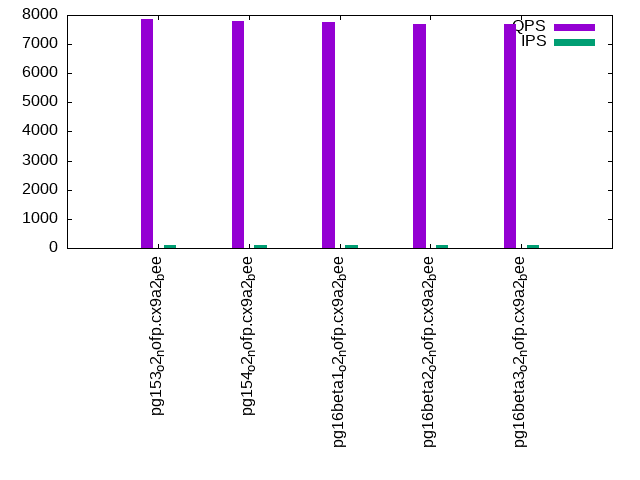 8000
7000
6000
5000
4000
3000
2000
1000
0
QPS
IPS
pg153o2nofp.cx9a2bee
pg154o2nofp.cx9a2bee
pg16beta1o2nofp.cx9a2bee
pg16beta2o2nofp.cx9a2bee
pg16beta3o2nofp.cx9a2bee